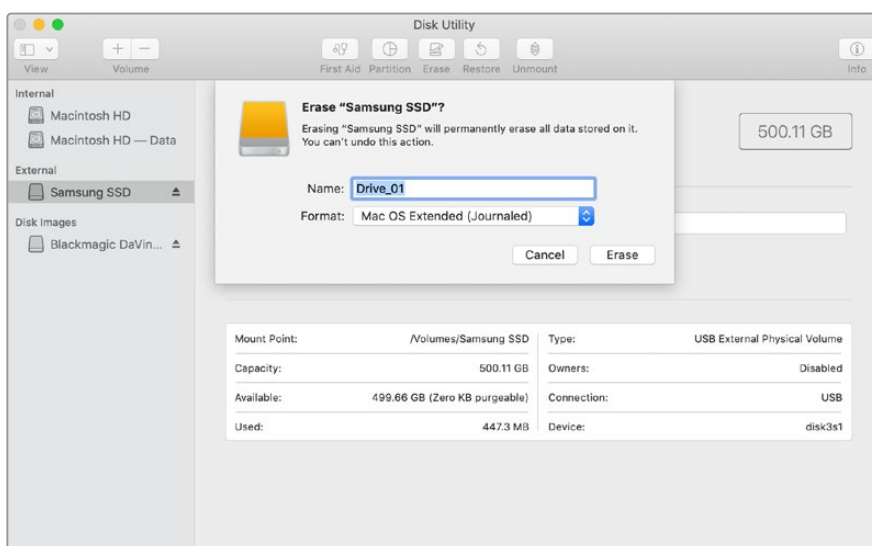 Disk Utility
View
Volume
First Aid Partition Erase Restore Unmount
Info
Internal
Macintosh HD
Macintosh HD — Data
External
Samsung SSD
Disk Images
Blackmagic DaVin...
Erase “Samsung SSD”?
Erasing “Samsung SSD” will permanently erase all data stored on it.
You can’t undo this action.
500.11 GB
Name: Drive_01
Format: Mac OS Extended (Journaled)
Cancel Erase
Mount Point: /Volumes/Samsung SSD Type: USB External Physical Volume
Capacity: 500.11 GB Owners: Disabled
Available: 499.66 GB (Zero KB purgeable) Connection: USB
Used: 447.3 MB Device: disk3s1